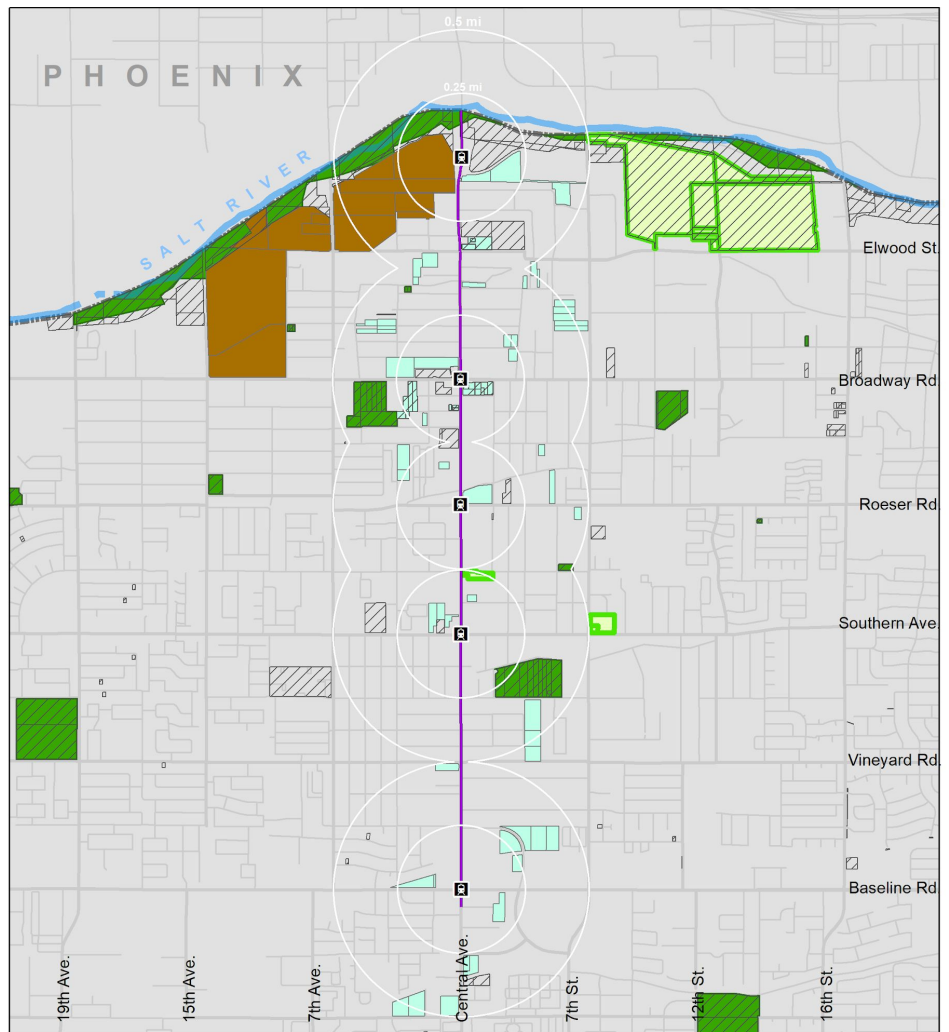 0.5 mi
PHOENIX
0.25 mi
SALT RIVER
Elwood St.
Broadway Rd.
Roeser Rd.
Southern Ave.
Vineyard Rd.
Baseline Rd.
19th Ave.
15th Ave.
7th Ave.
Central Ave.
7th St.
12th St.
16th St.